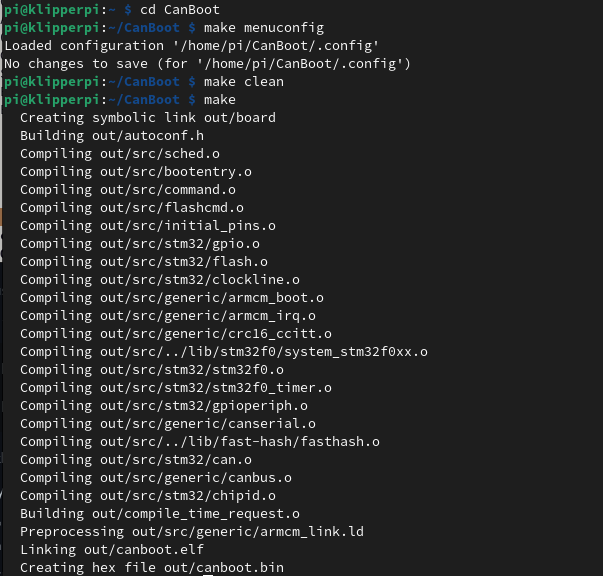 pi@klipperpi:~ $ cd CanBoot
pi@klipperpi:~/CanBoot $ make menuconfig
Loaded configuration '/home/pi/CanBoot/.config'
No changes to save (for '/home/pi/CanBoot/.config')
pi@klipperpi:~/CanBoot $ make clean
pi@klipperpi:~/CanBoot $ make
  Creating symbolic link out/board
  Building out/autoconf.h
  Compiling out/src/sched.o
  Compiling out/src/bootentry.o
  Compiling out/src/command.o
  Compiling out/src/flashcmd.o
  Compiling out/src/initial_pins.o
  Compiling out/src/stm32/gpio.o
  Compiling out/src/stm32/flash.o
  Compiling out/src/stm32/clockline.o
  Compiling out/src/generic/armcm_boot.o
  Compiling out/src/generic/armcm_irq.o
  Compiling out/src/generic/crc16_ccitt.o
  Compiling out/src/../lib/stm32f0/system_stm32f0xx.o
  Compiling out/src/stm32/stm32f0.o
  Compiling out/src/stm32/stm32f0_timer.o
  Compiling out/src/stm32/gpioperiph.o
  Compiling out/src/generic/canserial.o
  Compiling out/src/../lib/fast-hash/fasthash.o
  Compiling out/src/stm32/can.o
  Compiling out/src/generic/canbus.o
  Compiling out/src/stm32/chipid.o
  Building out/compile_time_request.o
  Preprocessing out/src/generic/armcm_link.ld
  Linking out/canboot.elf
  Creating hex file out/canboot.bin